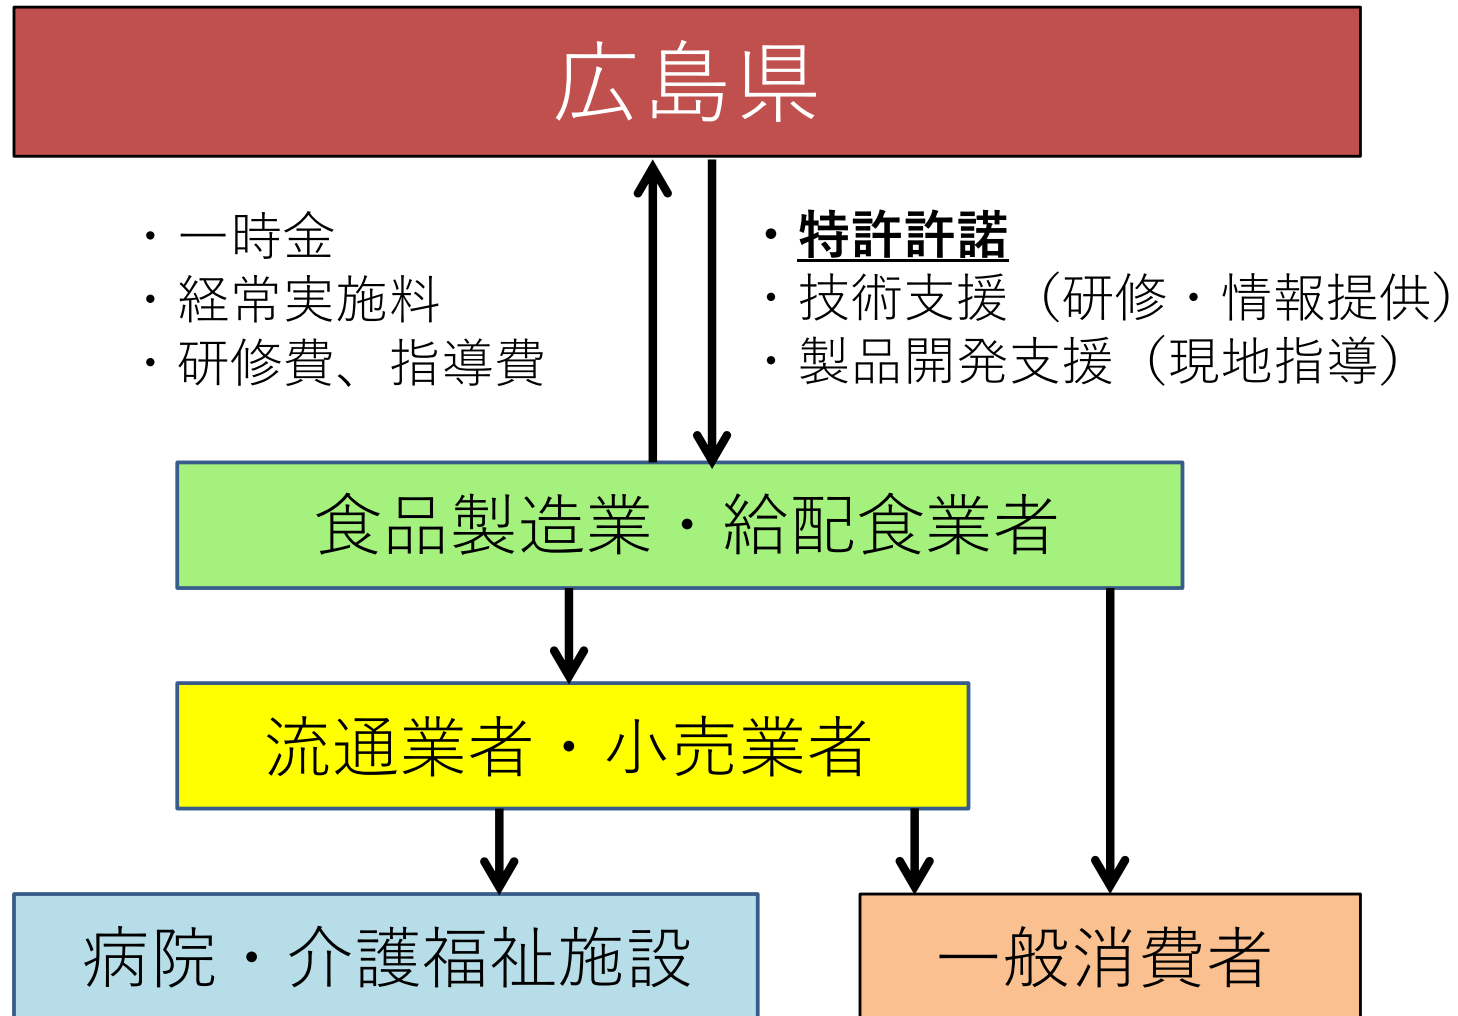 広島県
・一時金
・経常実施料
・研修費、指導費
・特許許諾
・技術支援（研修・情報提供）
・製品開発支援（現地指導）
食品製造業・給配食業者
流通業者・小売業者
病院・介護福祉施設
一般消費者